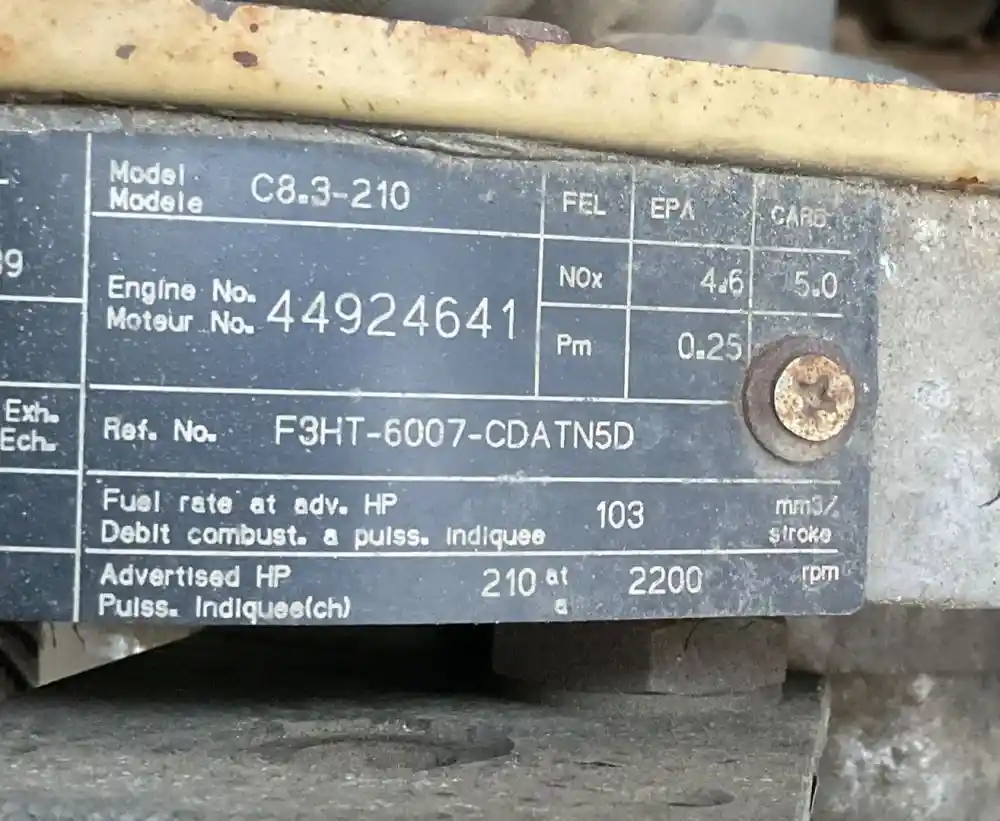 Model
Modele
C8.3-210
FEL
EPA
CARB
39
Engine No.
Moteur No.
44924641
NOx
4.6
5.0
Pm
0.25
Exh.
Ech.
Ref. No.
F3HT-6007-CDATN5D
Fuel rate at adv. HP
Debit combust. a puiss. indiquee
103
mm3/
stroke
Advertised HP
Puiss. indiquee(ch)
210 at
a
2200
rpm